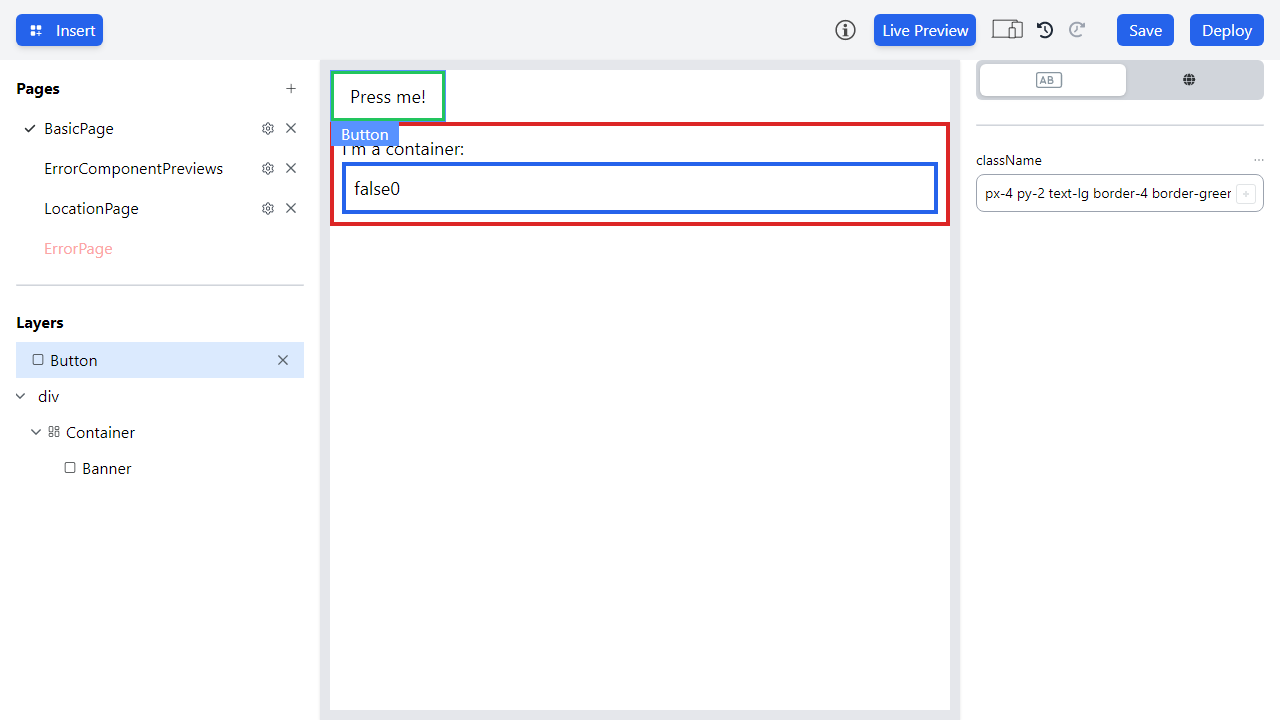 Insert
Live Preview
Save
Deploy
Pages
BasicPage
ErrorComponentPreviews
LocationPage
ErrorPage
Layers
Button
div
Container
Banner
Press me!
Button
I'm a container:
false0
AB
className
px-4 py-2 text-lg border-4 border-green